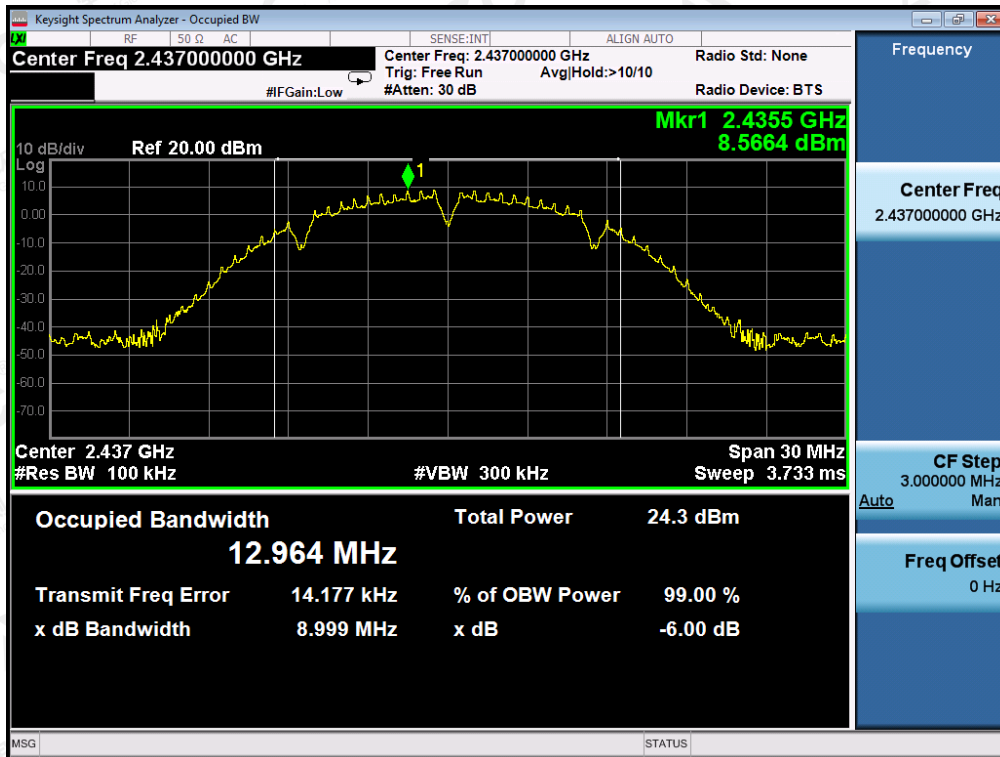 Keysight Spectrum Analyzer - Occupied BW
LXI RF 50 Ω AC SENSE:INT ALIGN AUTO
Center Freq 2.437000000 GHz
Center Freq: 2.437000000 GHz Radio Std: None
Trig: Free Run Avg|Hold:>10/10
#IFGain:Low #Atten: 30 dB Radio Device: BTS
Mkr1 2.4355 GHz
8.5664 dBm
10 dB/div Ref 20.00 dBm
Log
1
10.0
0.00
-10.0
-20.0
-30.0
-40.0
-50.0
-60.0
-70.0
Center 2.437 GHz Span 30 MHz
#Res BW 100 kHz #VBW 300 kHz Sweep 3.733 ms
Occupied Bandwidth Total Power 24.3 dBm
12.964 MHz
Transmit Freq Error 14.177 kHz % of OBW Power 99.00 %
x dB Bandwidth 8.999 MHz x dB -6.00 dB
Frequency
Center Freq
2.437000000 GHz
CF Step
3.000000 MHz
Auto Man
Freq Offset
0 Hz
MSG STATUS